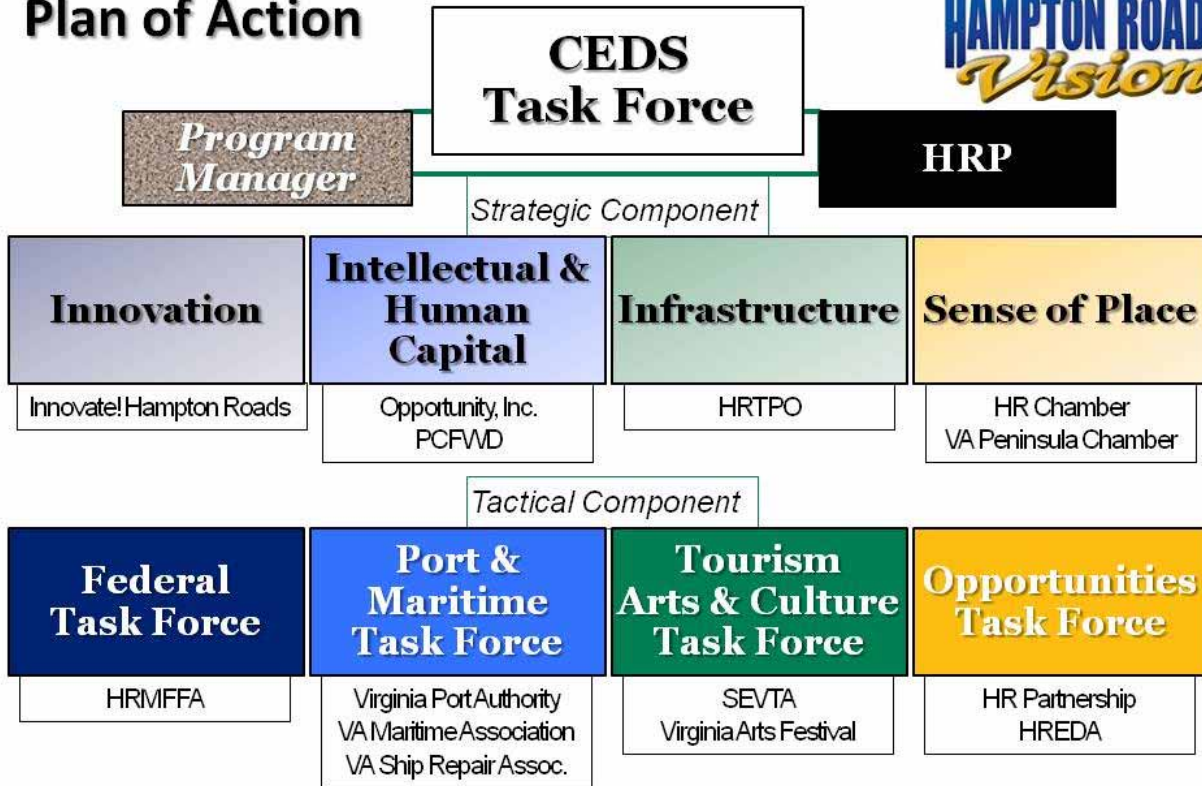 Plan of Action
HAMPTON ROAD
Vision
CEDS
Task Force
Program
Manager
HRP
Strategic Component
Innovation
Intellectual &
Human
Capital
Infrastructure
Sense of Place
Innovate! Hampton Roads
Opportunity, Inc.
PCFWD
HRTPO
HR Chamber
VA Peninsula Chamber
Tactical Component
Federal
Task Force
Port &
Maritime
Task Force
Tourism
Arts & Culture
Task Force
Opportunities
Task Force
HRMFFA
Virginia Port Authority
VA Maritime Association
VA Ship Repair Assoc.
SEVTA
Virginia Arts Festival
HR Partnership
HREDA